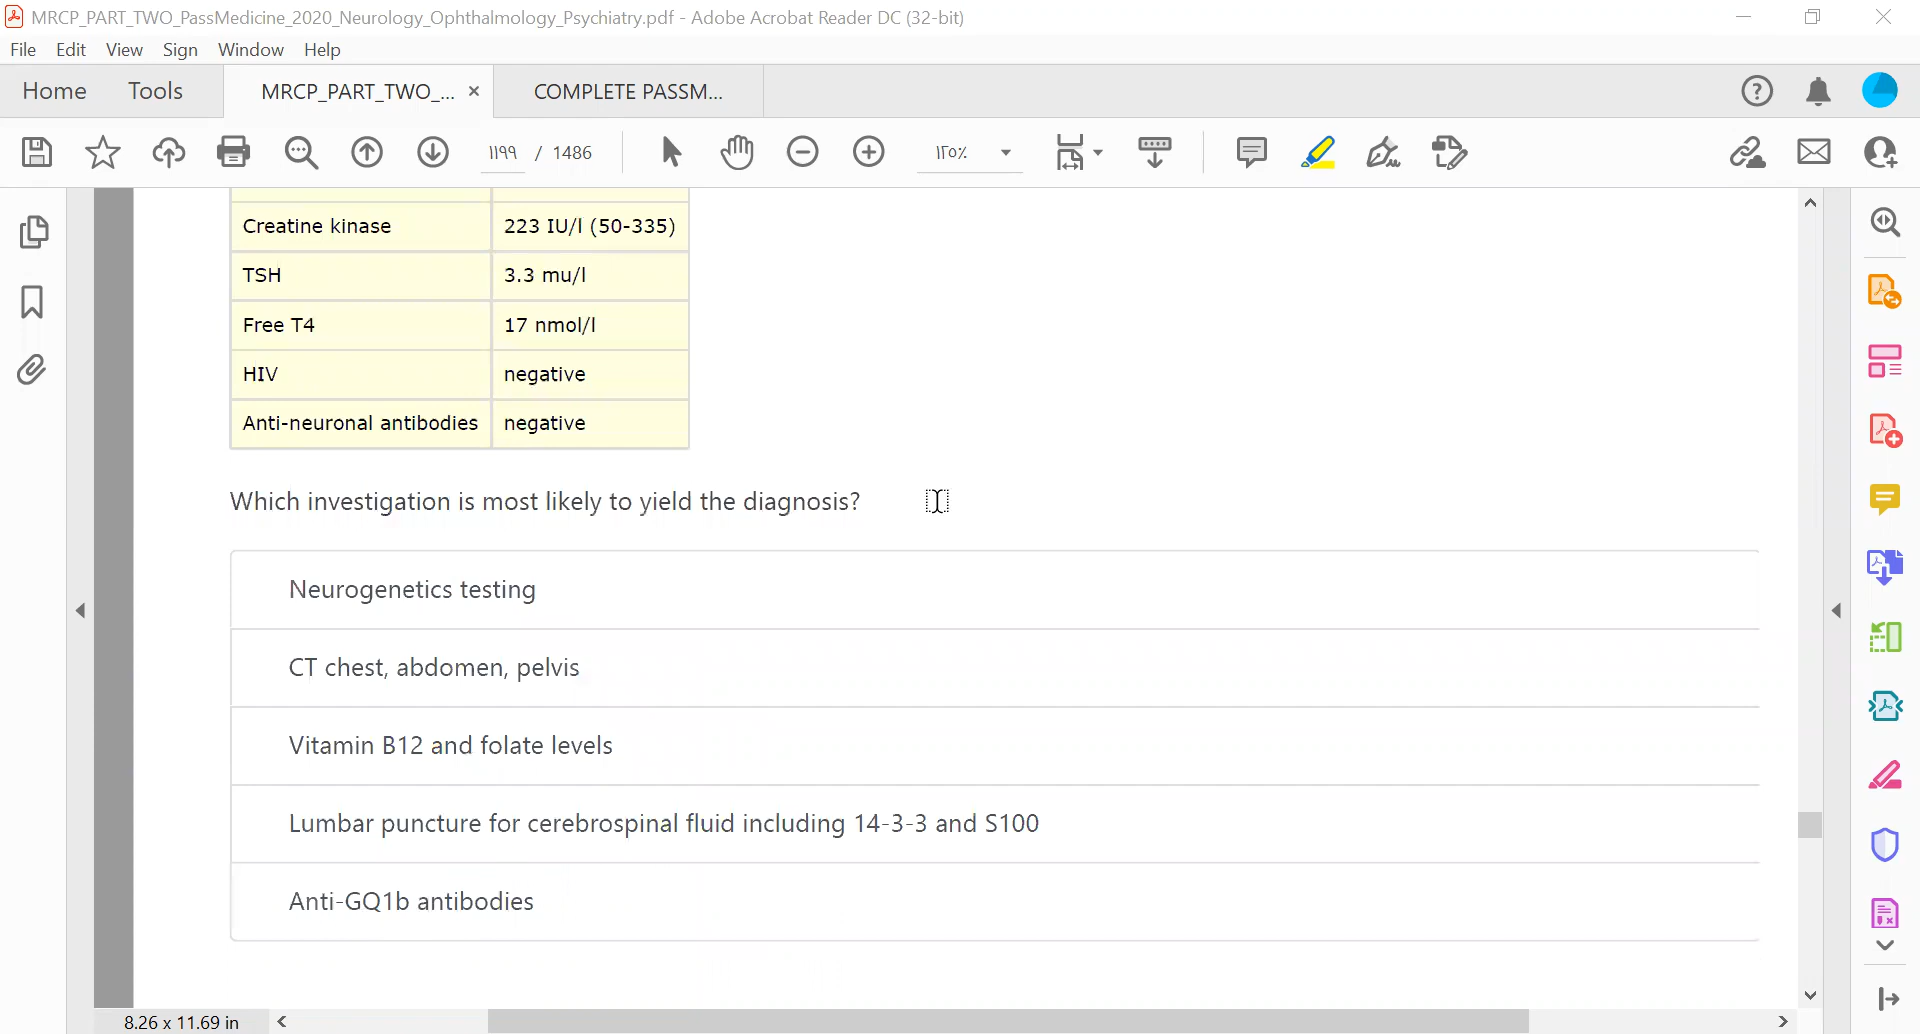 MRCP_PART_TWO_PassMedicine_2020_Neurology_Ophthalmology_Psychiatry.pdf - Adobe Acrobat Reader DC (32-bit)
File Edit View Sign Window Help
Home Tools MRCP_PART_TWO_... × COMPLETE PASSM...
١١٩٩ / 1486 ١٢٥٪
Creatine kinase 223 IU/l (50-335)
TSH 3.3 mu/l
Free T4 17 nmol/l
HIV negative
Anti-neuronal antibodies negative
Which investigation is most likely to yield the diagnosis?
Neurogenetics testing
CT chest, abdomen, pelvis
Vitamin B12 and folate levels
Lumbar puncture for cerebrospinal fluid including 14-3-3 and S100
Anti-GQ1b antibodies
8.26 x 11.69 in